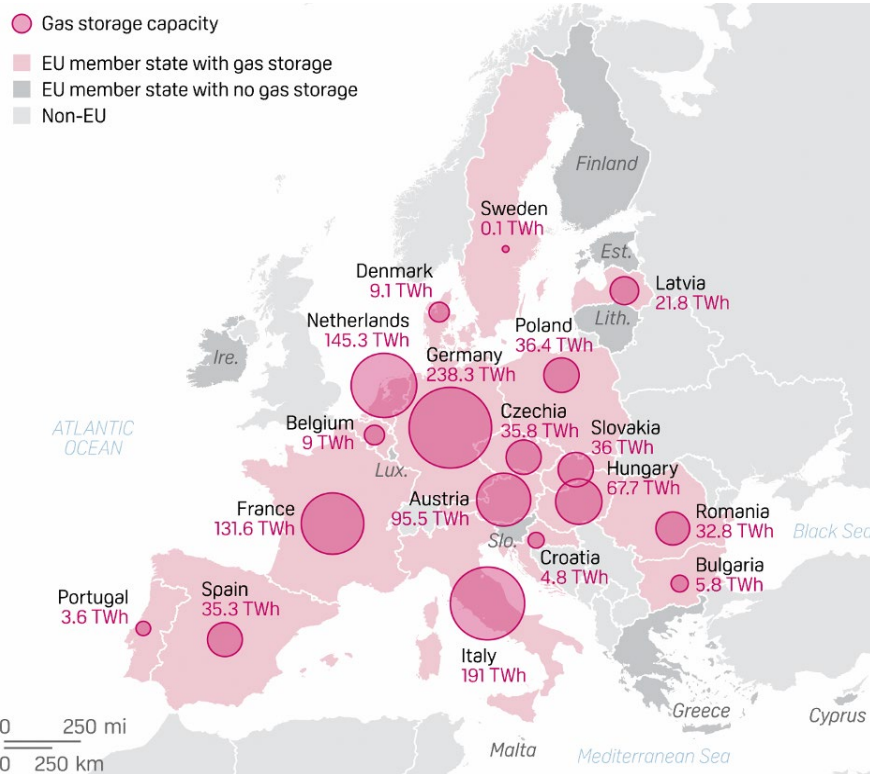 Gas storage capacity
EU member state with gas storage
EU member state with no gas storage
Non-EU
Finland
Sweden
0.1 TWh
Est.
Denmark
9.1 TWh
Latvia
21.8 TWh
Netherlands
145.3 TWh
Poland
36.4 TWh
Lith.
Ire.
Germany
238.3 TWh
ATLANTIC
OCEAN
Belgium
9 TWh
Czechia
35.8 TWh
Slovakia
36 TWh
Lux.
Hungary
67.7 TWh
France
131.6 TWh
Austria
95.5 TWh
Romania
32.8 TWh
Black Sea
Slo.
Croatia
4.8 TWh
Bulgaria
5.8 TWh
Portugal
3.6 TWh
Spain
35.3 TWh
Italy
191 TWh
Greece
Cyprus
0 250 mi
0 250 km
Malta
Mediterranean Sea